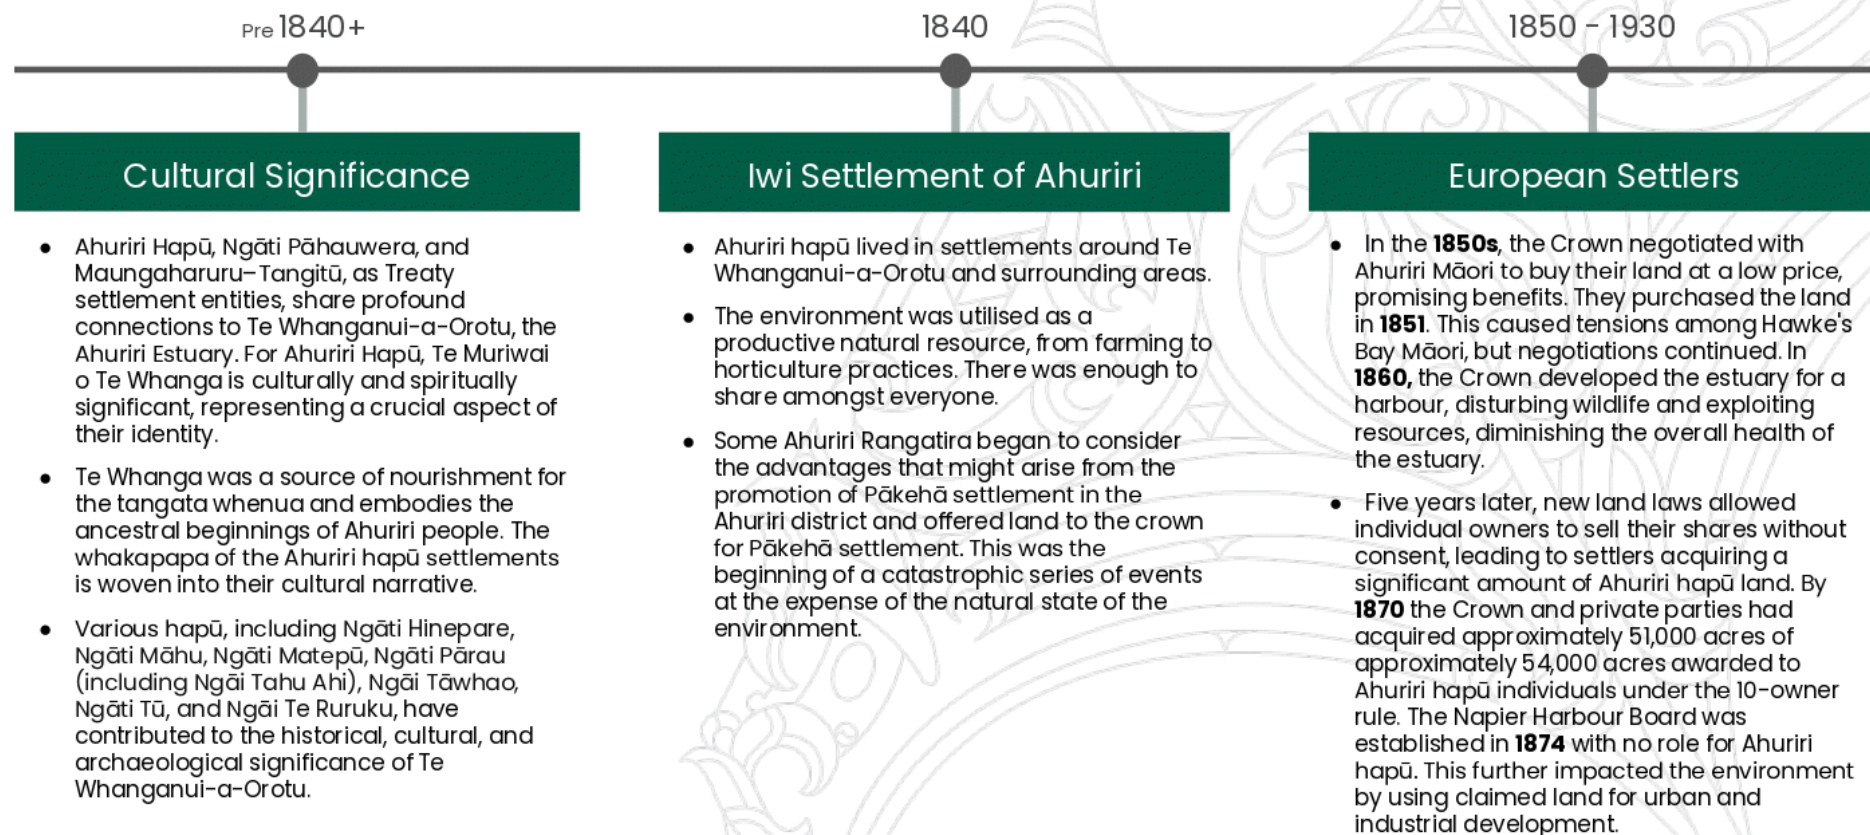 Pre 1840+
Cultural Significance
● Ahuriri Hapū, Ngāti Pāhauwera, and
Maungaharuru–Tangitū, as Treaty
settlement entities, share profound
connections to Te Whanganui-a-Orotu, the
Ahuriri Estuary. For Ahuriri Hapū, Te Muriwai
o Te Whanga is culturally and spiritually
significant, representing a crucial aspect of
their identity.
● Te Whanga was a source of nourishment for
the tangata whenua and embodies the
ancestral beginnings of Ahuriri people. The
whakapapa of the Ahuriri hapū settlements
is woven into their cultural narrative.
● Various hapū, including Ngāti Hinepare,
Ngāti Māhu, Ngāti Matepū, Ngāti Pārau
(including Ngāi Tahu Ahi), Ngāi Tāwhao,
Ngāti Tū, and Ngāi Te Ruruku, have
contributed to the historical, cultural, and
archaeological significance of Te
Whanganui-a-Orotu.
1840
Iwi Settlement of Ahuriri
● Ahuriri hapū lived in settlements around Te
Whanganui-a-Orotu and surrounding areas.
● The environment was utilised as a
productive natural resource, from farming to
horticulture practices. There was enough to
share amongst everyone.
● Some Ahuriri Rangatira began to consider
the advantages that might arise from the
promotion of Pākehā settlement in the
Ahuriri district and offered land to the crown
for Pākehā settlement. This was the
beginning of a catastrophic series of events
at the expense of the natural state of the
environment.
1850 - 1930
European Settlers
● In the 1850s, the Crown negotiated with
Ahuriri Māori to buy their land at a low price,
promising benefits. They purchased the land
in 1851. This caused tensions among Hawke's
Bay Māori, but negotiations continued. In
1860, the Crown developed the estuary for a
harbour, disturbing wildlife and exploiting
resources, diminishing the overall health of
the estuary.
● Five years later, new land laws allowed
individual owners to sell their shares without
consent, leading to settlers acquiring a
significant amount of Ahuriri hapū land. By
1870 the Crown and private parties had
acquired approximately 51,000 acres of
approximately 54,000 acres awarded to
Ahuriri hapū individuals under the 10-owner
rule. The Napier Harbour Board was
established in 1874 with no role for Ahuriri
hapū. This further impacted the environment
by using claimed land for urban and
industrial development.